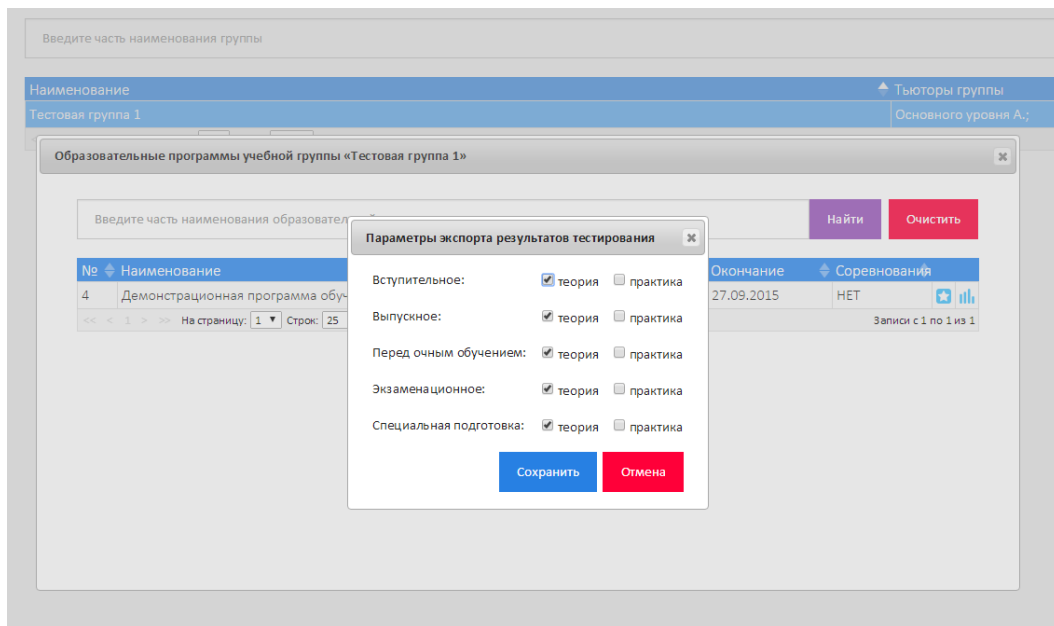 Введите часть наименования группы
Наименование Тьюторы группы
Тестовая группа 1 Основного уровня А.;
Образовательные программы учебной группы «Тестовая группа 1»
Введите часть наименования Найти Очистить
Параметры экспорта результатов тестирования
№ Наименование Окончание Соревнования
4 Демонстрационная программа 27.09.2015 НЕТ
<< < 1 > >> На страницу: 1 Строк: 25 Записи с 1 по 1 из 1
Вступительное: теория практика
Выпускное: теория практика
Перед очным обучением: теория практика
Экзаменационное: теория практика
Специальная подготовка: теория практика
Сохранить Отмена